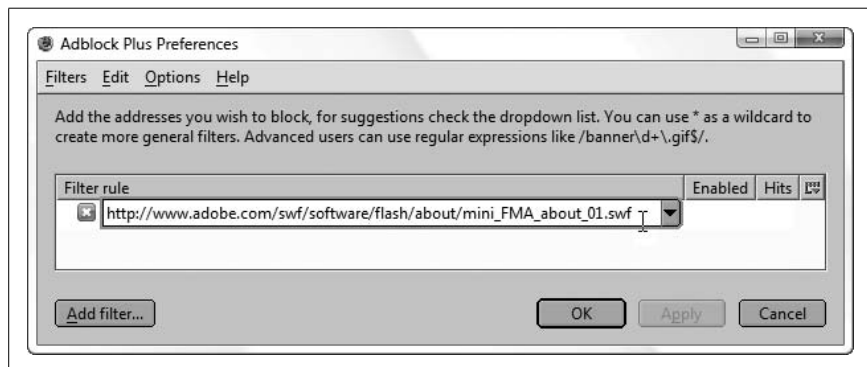 Adblock Plus Preferences
Filters Edit Options Help
Add the addresses you wish to block, for suggestions check the dropdown list. You can use * as a wildcard to
create more general filters. Advanced users can use regular expressions like /banner\d+\.gif$/.
Filter rule Enabled Hits
http://www.adobe.com/swf/software/flash/about/mini_FMA_about_01.swf
Add filter... OK Apply Cancel